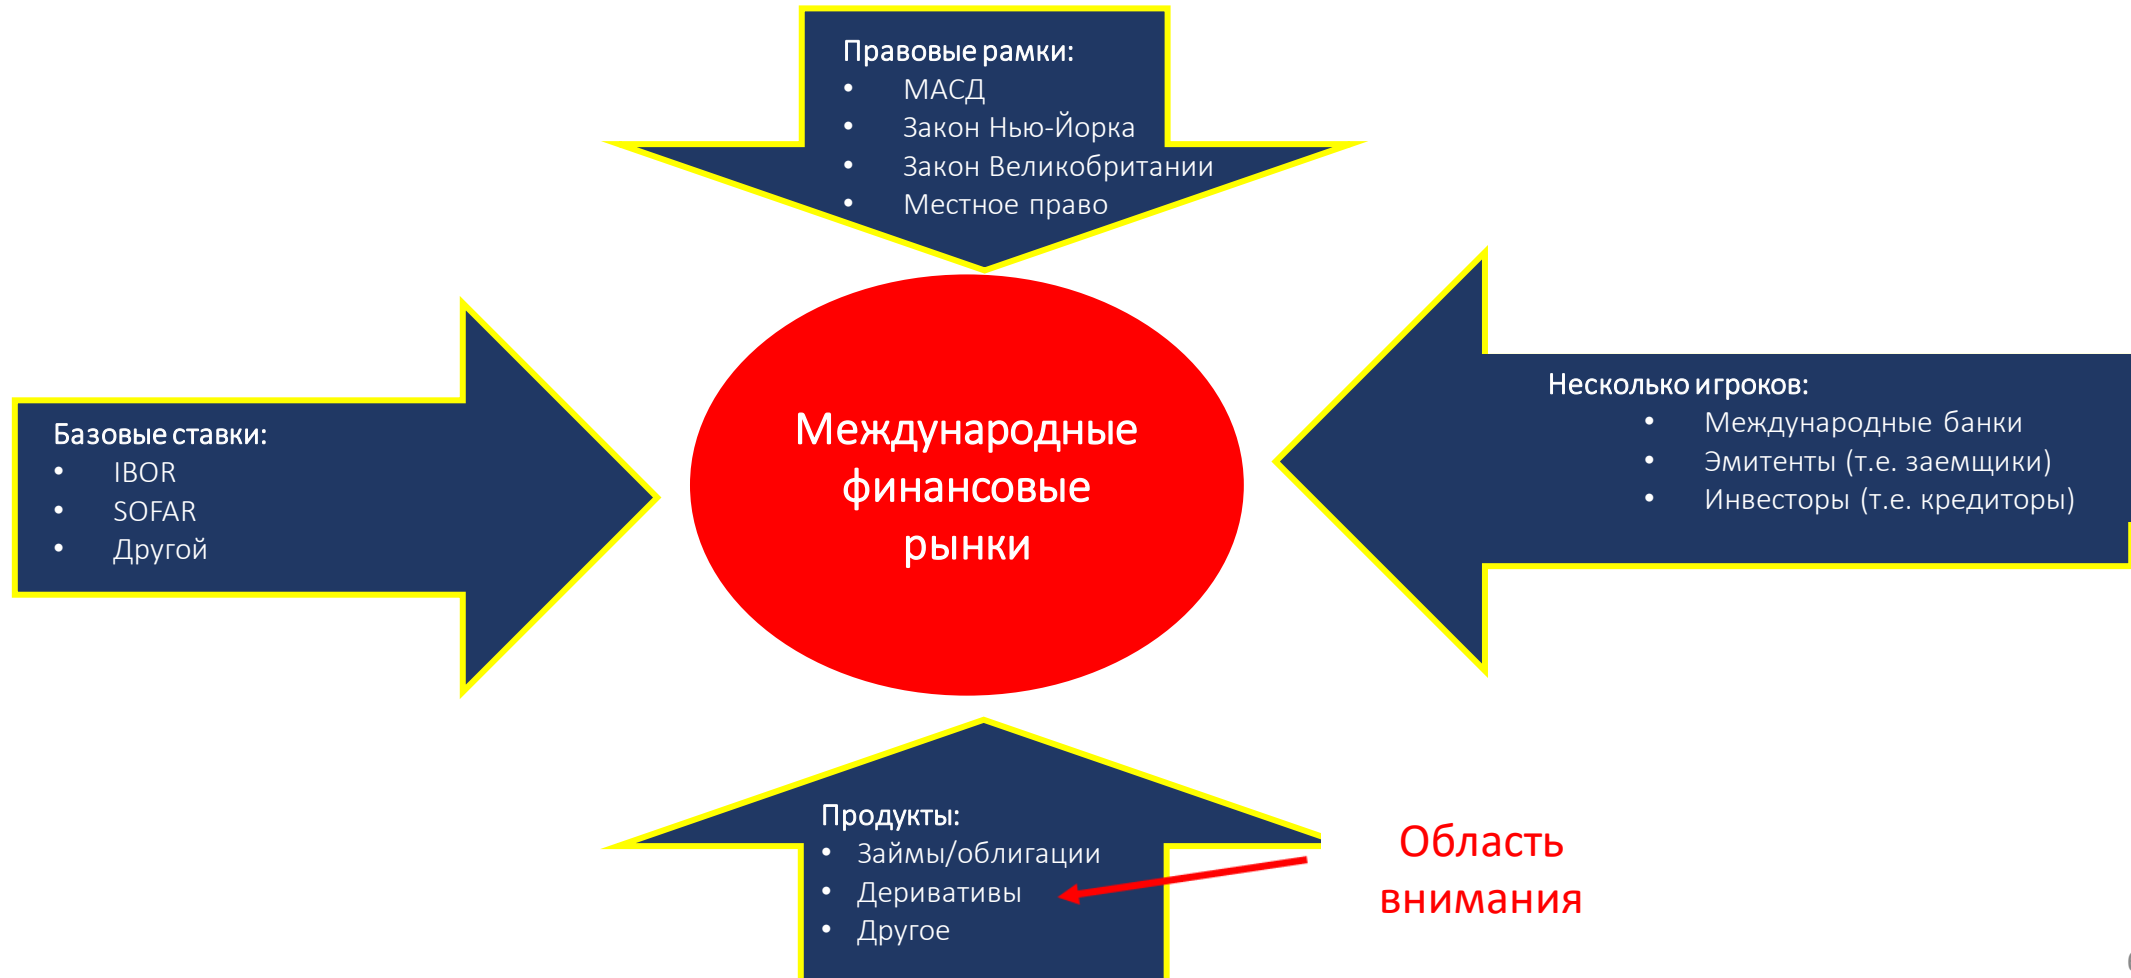 Правовые рамки:
• МАСД
• Закон Нью-Йорка
• Закон Великобритании
• Местное право
Базовые ставки:
• IBOR
• SOFAR
• Другой
Международные
финансовые
рынки
Несколько игроков:
• Международные банки
• Эмитенты (т.е. заемщики)
• Инвесторы (т.е. кредиторы)
Продукты:
• Займы/облигации
• Деривативы
• Другое
Область
внимания